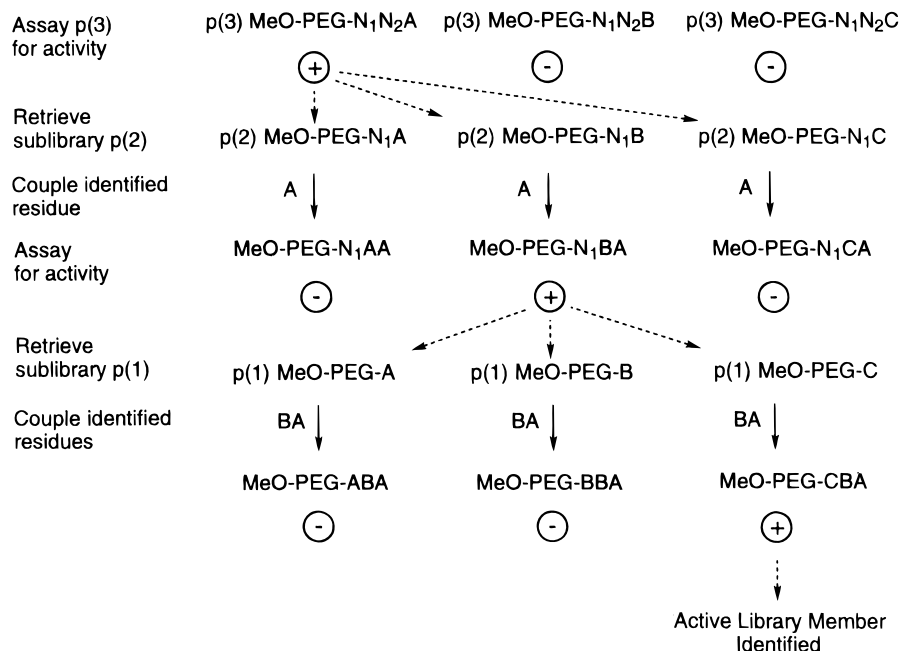 Assay p(3)
for activity
p(3) MeO-PEG-N₁N₂A
p(3) MeO-PEG-N₁N₂B
p(3) MeO-PEG-N₁N₂C
+
-
-
Retrieve
sublibrary p(2)
p(2) MeO-PEG-N₁A
p(2) MeO-PEG-N₁B
p(2) MeO-PEG-N₁C
Couple identified
residue
A
A
A
Assay
for activity
MeO-PEG-N₁AA
MeO-PEG-N₁BA
MeO-PEG-N₁CA
-
+
-
Retrieve
sublibrary p(1)
p(1) MeO-PEG-A
p(1) MeO-PEG-B
p(1) MeO-PEG-C
Couple identified
residues
BA
BA
BA
MeO-PEG-ABA
MeO-PEG-BBA
MeO-PEG-CBA
-
-
+
Active Library Member
Identified